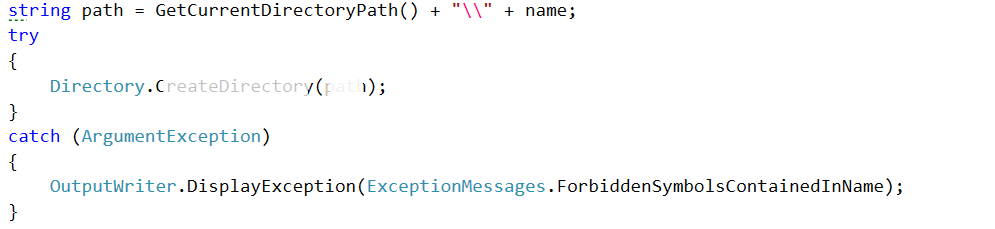 string path = GetCurrentDirectoryPath() + "\\" + name;
try
{
    Directory.CreateDirectory(path);
}
catch (ArgumentException)
{
    OutputWriter.DisplayException(ExceptionMessages.ForbiddenSymbolsContainedInName);
}